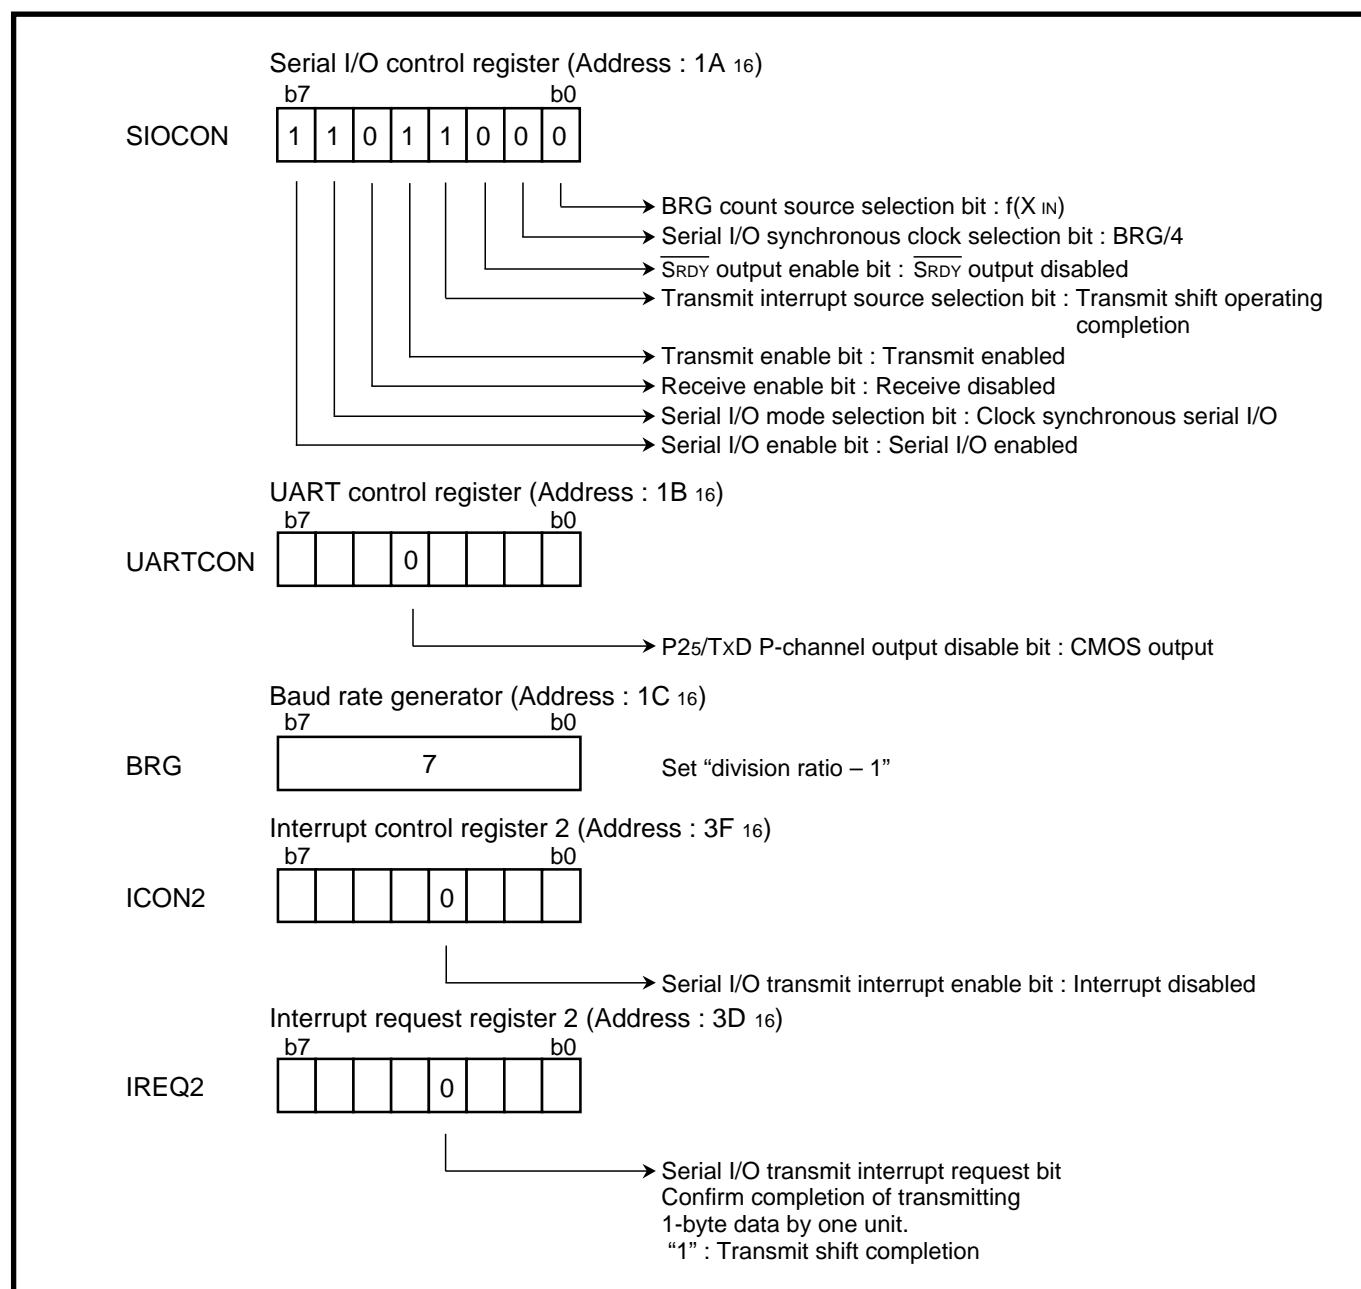 Serial I/O control register (Address : 1A 16)
b7 b0
SIOCON 1 1 0 1 1 0 0 0
BRG count source selection bit : f(X IN)
Serial I/O synchronous clock selection bit : BRG/4
SRDY output enable bit : SRDY output disabled
Transmit interrupt source selection bit : Transmit shift operating
completion
Transmit enable bit : Transmit enabled
Receive enable bit : Receive disabled
Serial I/O mode selection bit : Clock synchronous serial I/O
Serial I/O enable bit : Serial I/O enabled
UART control register (Address : 1B 16)
b7 b0
UARTCON 0
P25/TxD P-channel output disable bit : CMOS output
Baud rate generator (Address : 1C 16)
b7 b0
BRG 7 Set “division ratio – 1”
Interrupt control register 2 (Address : 3F 16)
b7 b0
ICON2 0
Serial I/O transmit interrupt enable bit : Interrupt disabled
Interrupt request register 2 (Address : 3D 16)
b7 b0
IREQ2 0
Serial I/O transmit interrupt request bit
Confirm completion of transmitting
1-byte data by one unit.
“1” : Transmit shift completion